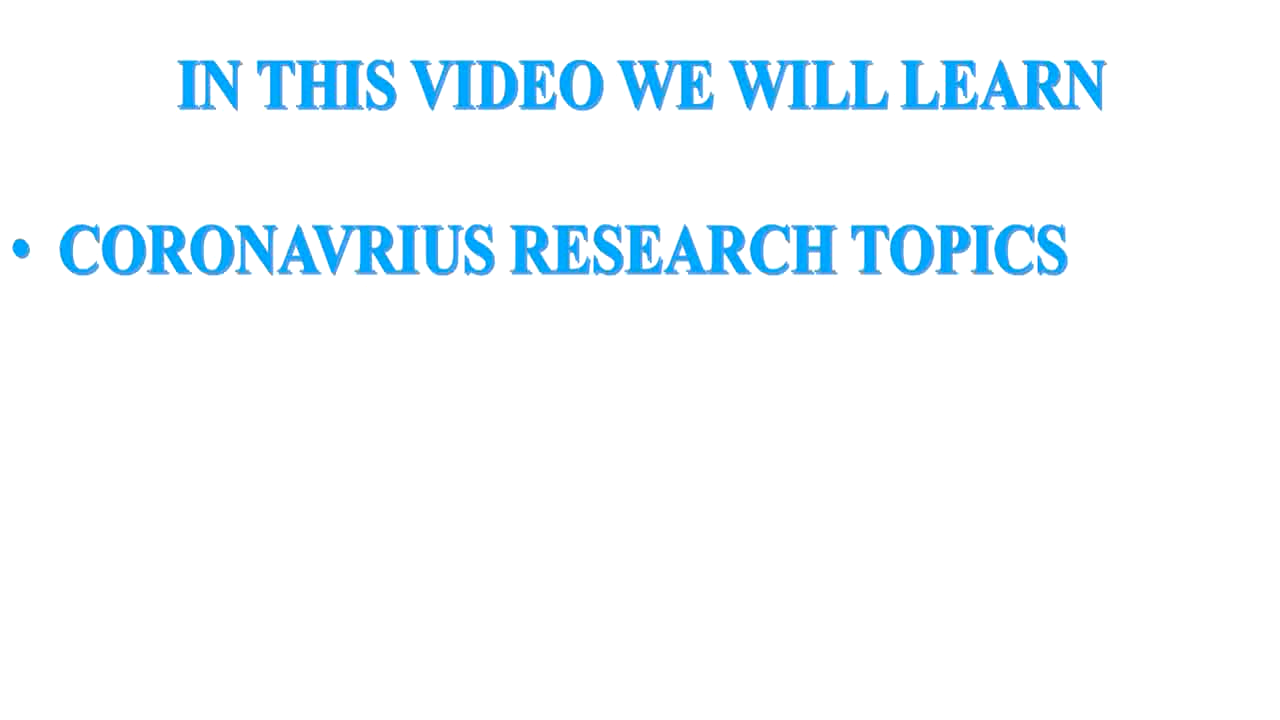 IN THIS VIDEO WE WILL LEARN
• CORONAVRIUS RESEARCH TOPICS